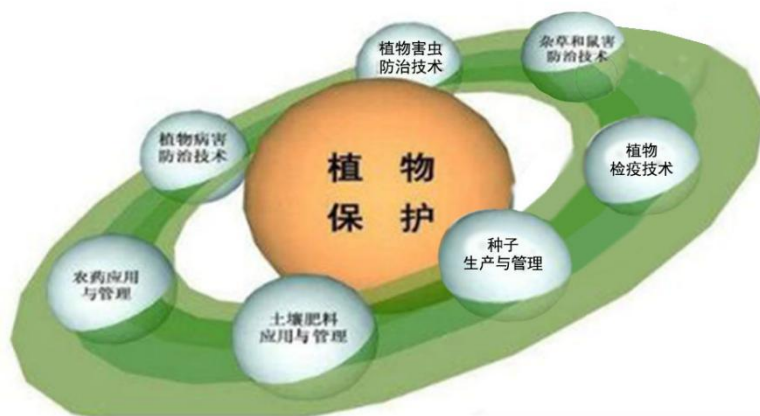 植物害虫
防治技术
杂草和鼠害
防治技术
植物病害
防治技术
植物
保护
植物
检疫技术
种子
生产与管理
农药应用
与管理
土壤肥料
应用与管理